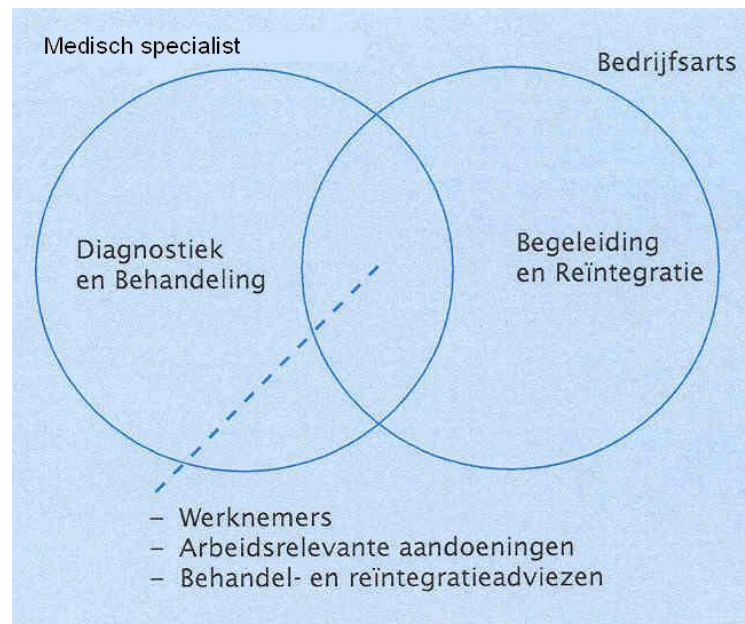 Medisch specialist
Bedrijfsarts
Diagnostiek
en Behandeling
Begeleiding
en Reïntegratie
– Werknemers
– Arbeidsrelevante aandoeningen
– Behandel- en reïntegratieadviezen